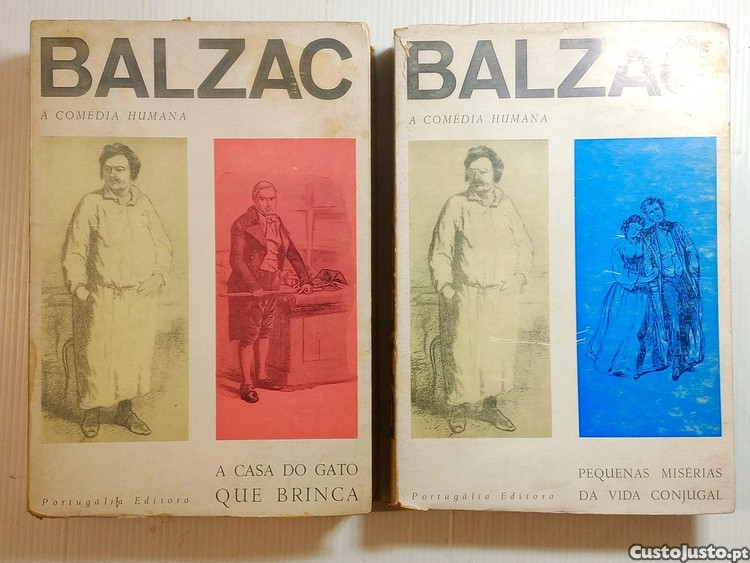 BALZAC
A COMÉDIA HUMANA
A CASA DO GATO
QUE BRINCA
Portugália Editora
BALZAC
A COMÉDIA HUMANA
PEQUENAS MISÉRIAS
DA VIDA CONJUGAL
Portugália Editora
CustoJusto.pt